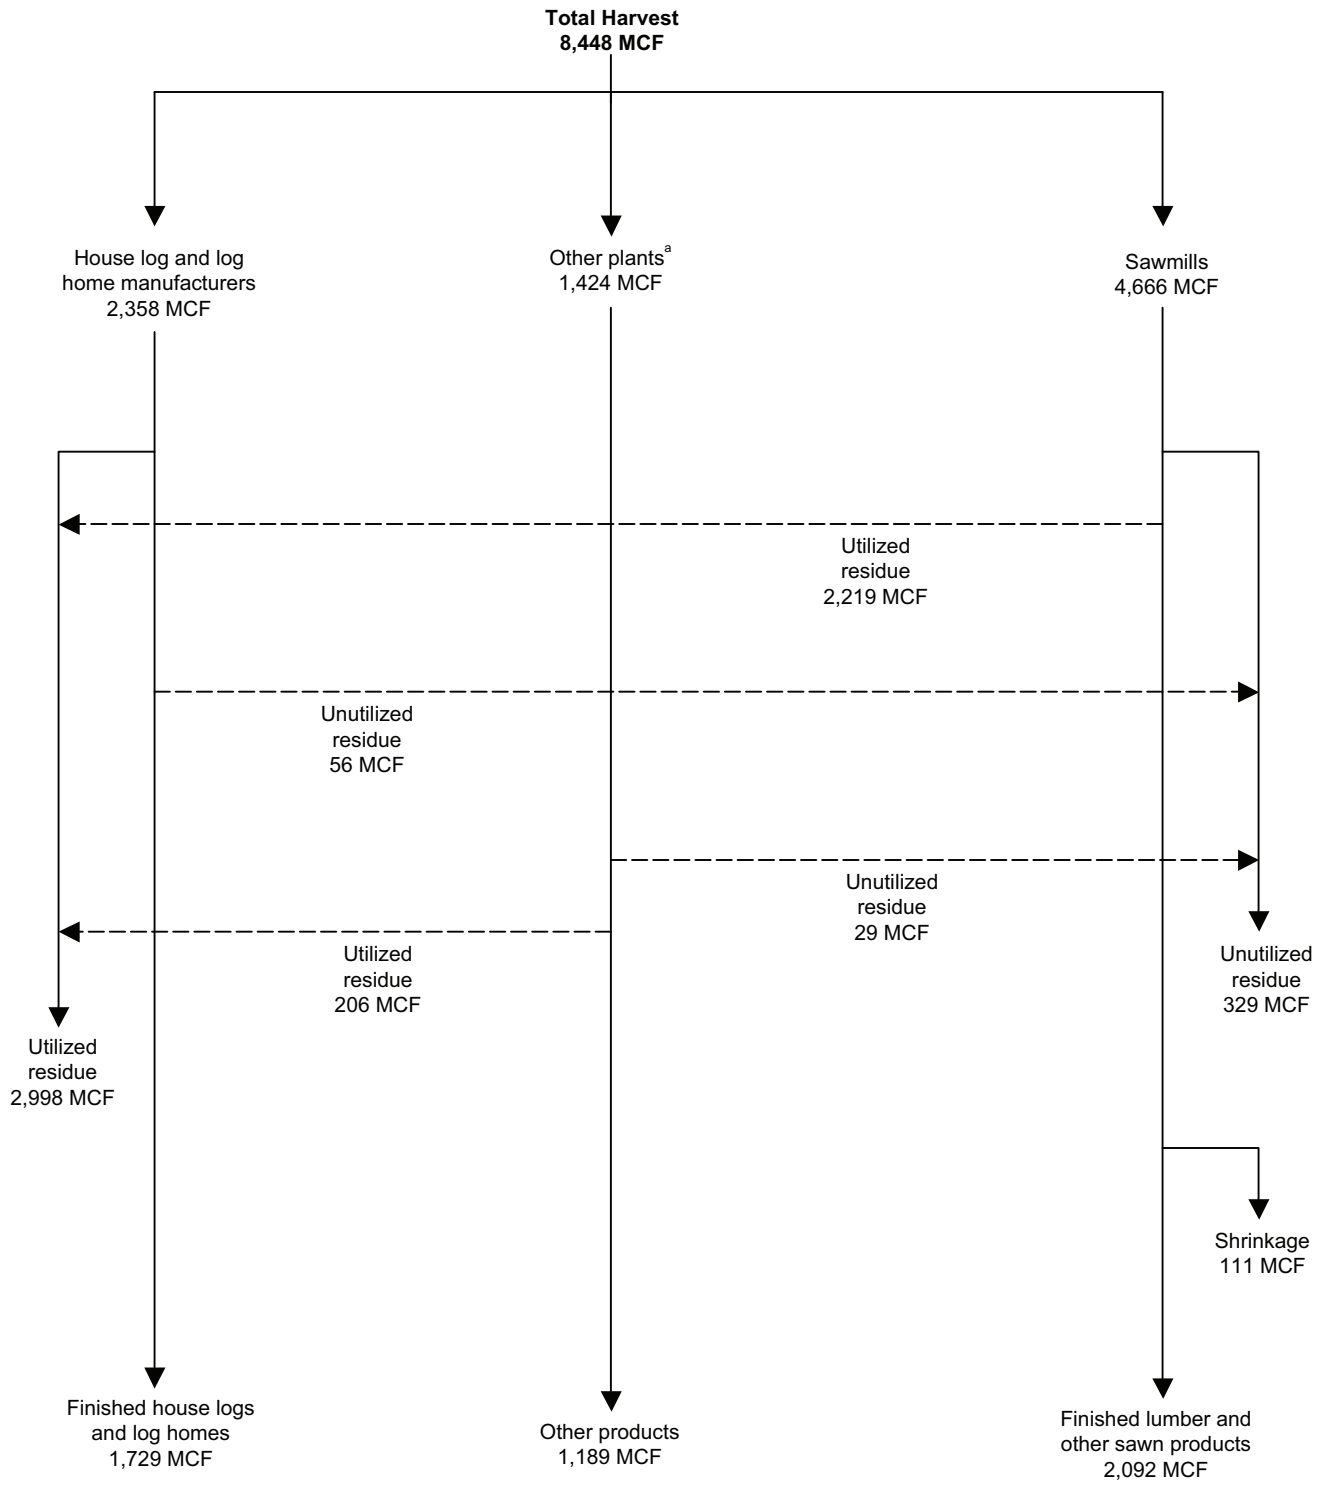 Total Harvest
8,448 MCF
House log and log
home manufacturers
2,358 MCF
Other plantsa
1,424 MCF
Sawmills
4,666 MCF
Utilized
residue
2,219 MCF
Unutilized
residue
56 MCF
Unutilized
residue
29 MCF
Utilized
residue
206 MCF
Unutilized
residue
329 MCF
Utilized
residue
2,998 MCF
Shrinkage
111 MCF
Finished house logs
and log homes
1,729 MCF
Other products
1,189 MCF
Finished lumber and
other sawn products
2,092 MCF